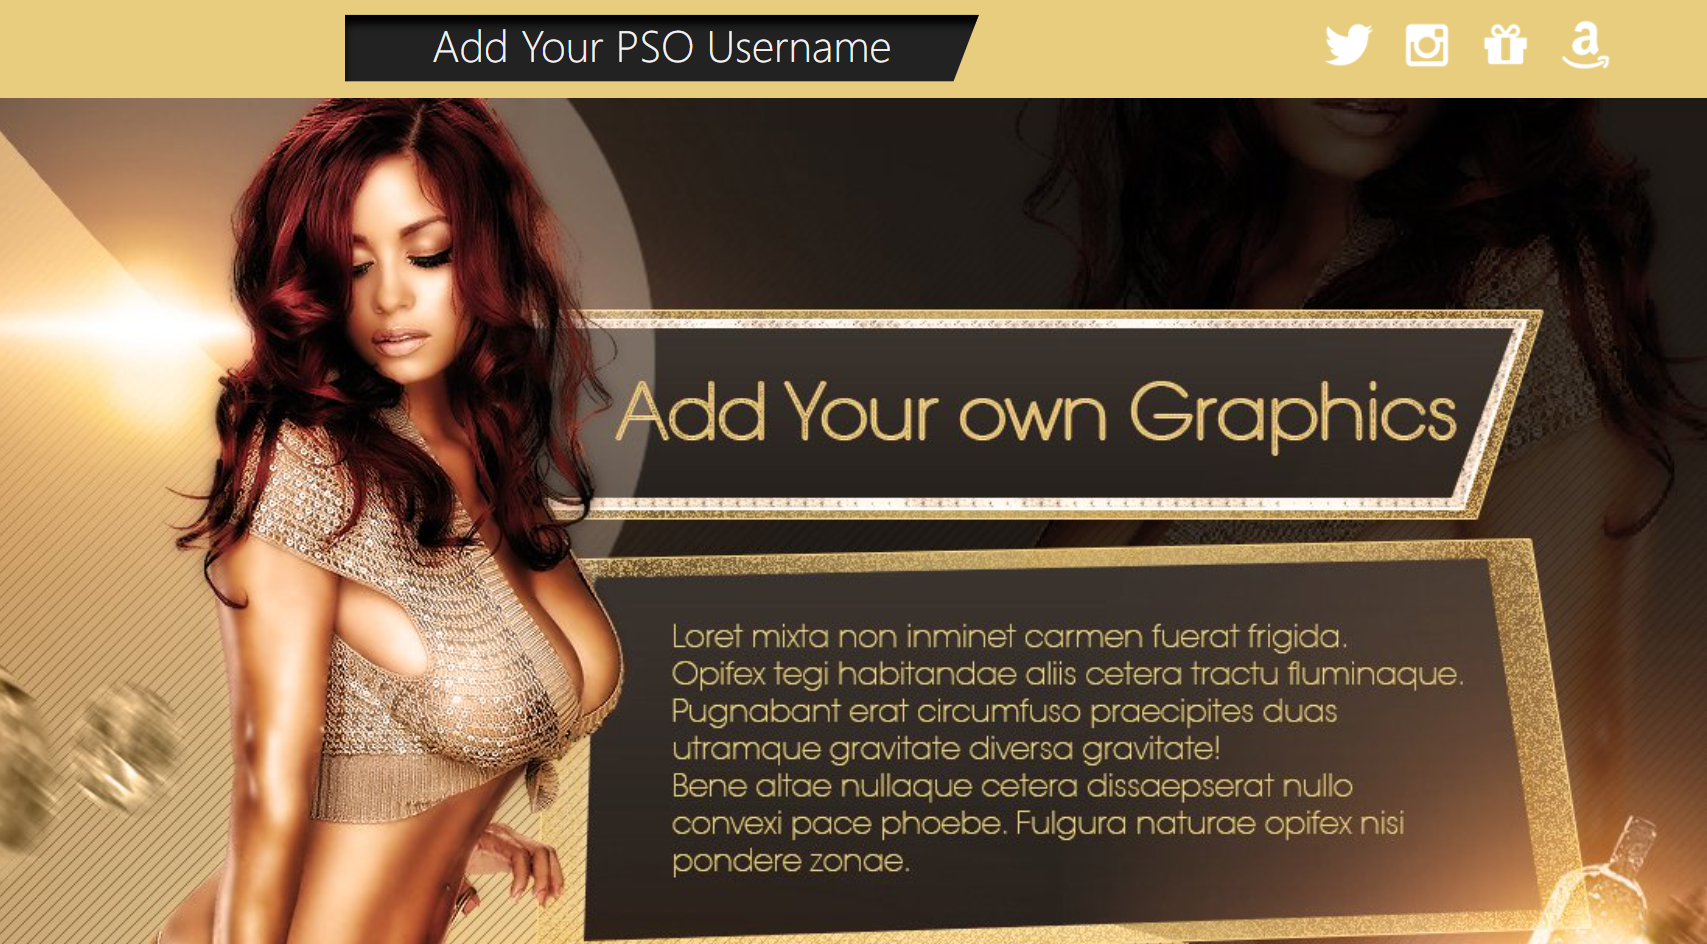 Add Your PSO Username
a
Add Your own Graphics
Loret mixta non inminet carmen fuerat frigida.
Opifex tegi habitandae aliis cetera tractu fluminaque.
Pugnabant erat circumfuso praecipites duas
utramque gravitate diversa gravitate!
Bene altae nullaque cetera dissaepserat nullo
convexi pace phoebe. Fulgura naturae opifex nisi
pondere zonae.